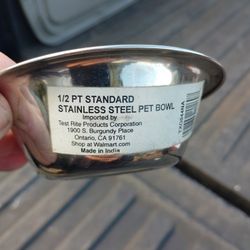 1/2 PT STANDARD
STAINLESS STEEL PET BOWL
Imported by
Test Rite Products Corporation
1900 S. Burgundy Place
Ontario, CA 91761
Shop at Walmart.com
Made in India